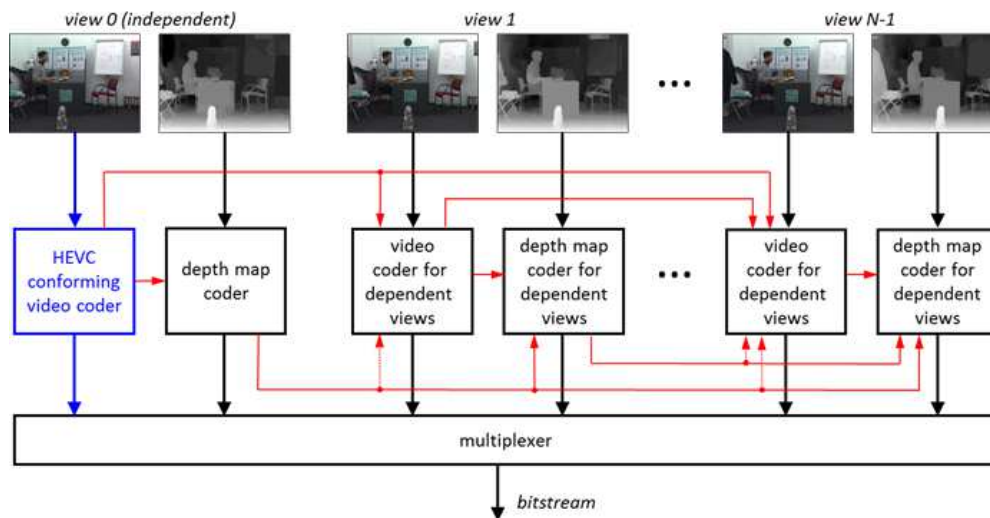 view 0 (independent)
view 1
view N-1
HEVC
conforming
video coder
depth map
coder
video
coder for
dependent
views
depth map
coder for
dependent
views
video
coder for
dependent
views
depth map
coder for
dependent
views
multiplexer
bitstream